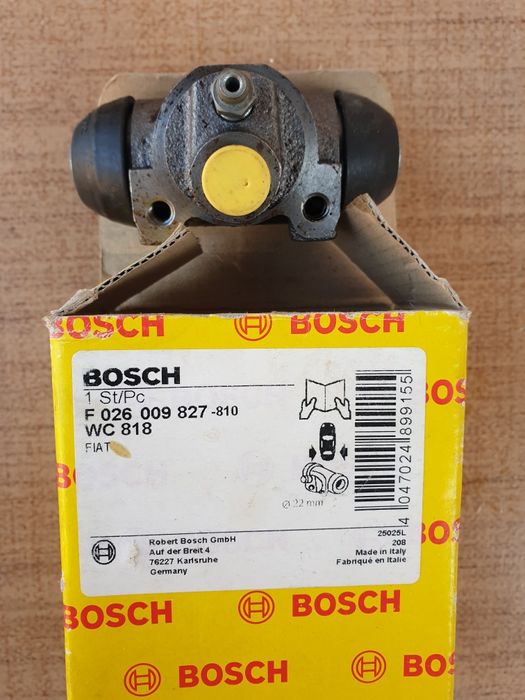 BOSCH BOSCH BOS
BOSCH
1 St/Pc
F 026 009 827 -810
WC 818
FIAT
Ø 22 mm
4 047024 899155
Robert Bosch GmbH
Auf der Breit 4
76227 Karlsruhe
Germany
25025L
208
Made in Italy
Fabriqué en Italie
BOSCH BOSCH
BOSCH BOS